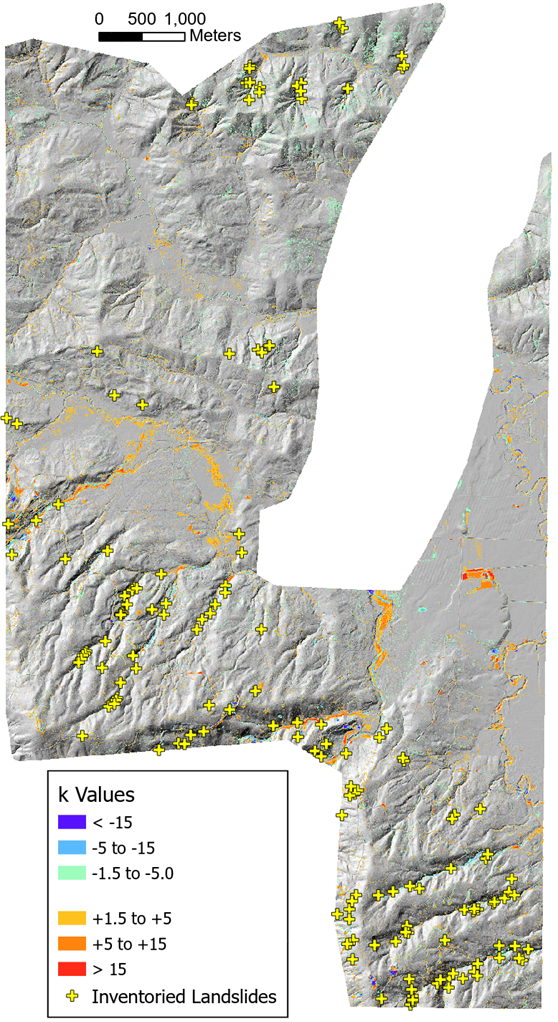 0 500 1,000
Meters
k Values
< -15
-5 to -15
-1.5 to -5.0
+1.5 to +5
+5 to +15
> 15
Inventoried Landslides